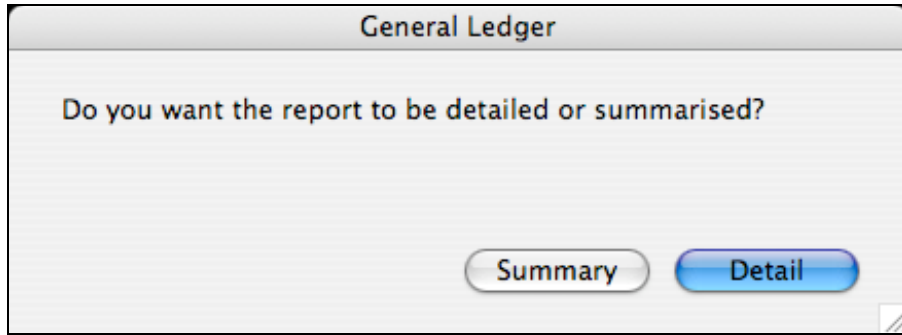 General Ledger
Do you want the report to be detailed or summarised?
Summary Detail